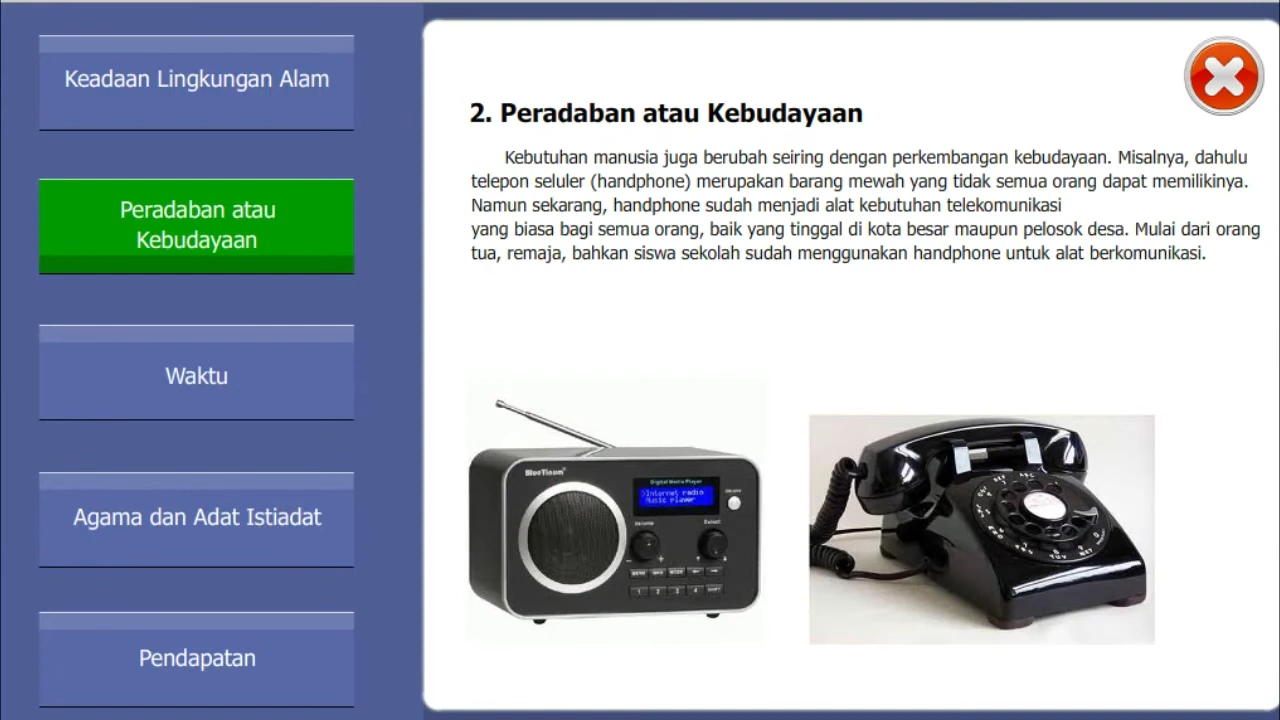 Keadaan Lingkungan Alam
Peradaban atau
Kebudayaan
Waktu
Agama dan Adat Istiadat
Pendapatan
2. Peradaban atau Kebudayaan
Kebutuhan manusia juga berubah seiring dengan perkembangan kebudayaan. Misalnya, dahulu
telepon seluler (handphone) merupakan barang mewah yang tidak semua orang dapat memilikinya.
Namun sekarang, handphone sudah menjadi alat kebutuhan telekomunikasi
yang biasa bagi semua orang, baik yang tinggal di kota besar maupun pelosok desa. Mulai dari orang
tua, remaja, bahkan siswa sekolah sudah menggunakan handphone untuk alat berkomunikasi.
Digital Media Player
Internet radio
Music player
Volume
Select
1 2 3 4